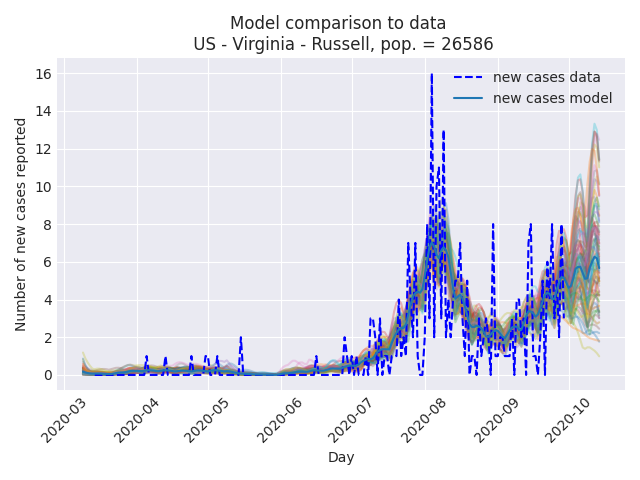 Model comparison to data
US - Virginia - Russell, pop. = 26586
new cases data
new cases model
Number of new cases reported
16
14
12
10
8
6
4
2
0
2020-03
2020-04
2020-05
2020-06
2020-07
2020-08
2020-09
2020-10
Day